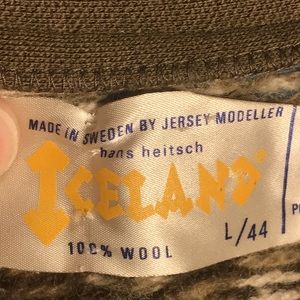 MADE IN SWEDEN BY JERSEY MODELLER
hans heitsch
ICELAND
100% WOOL
L/44